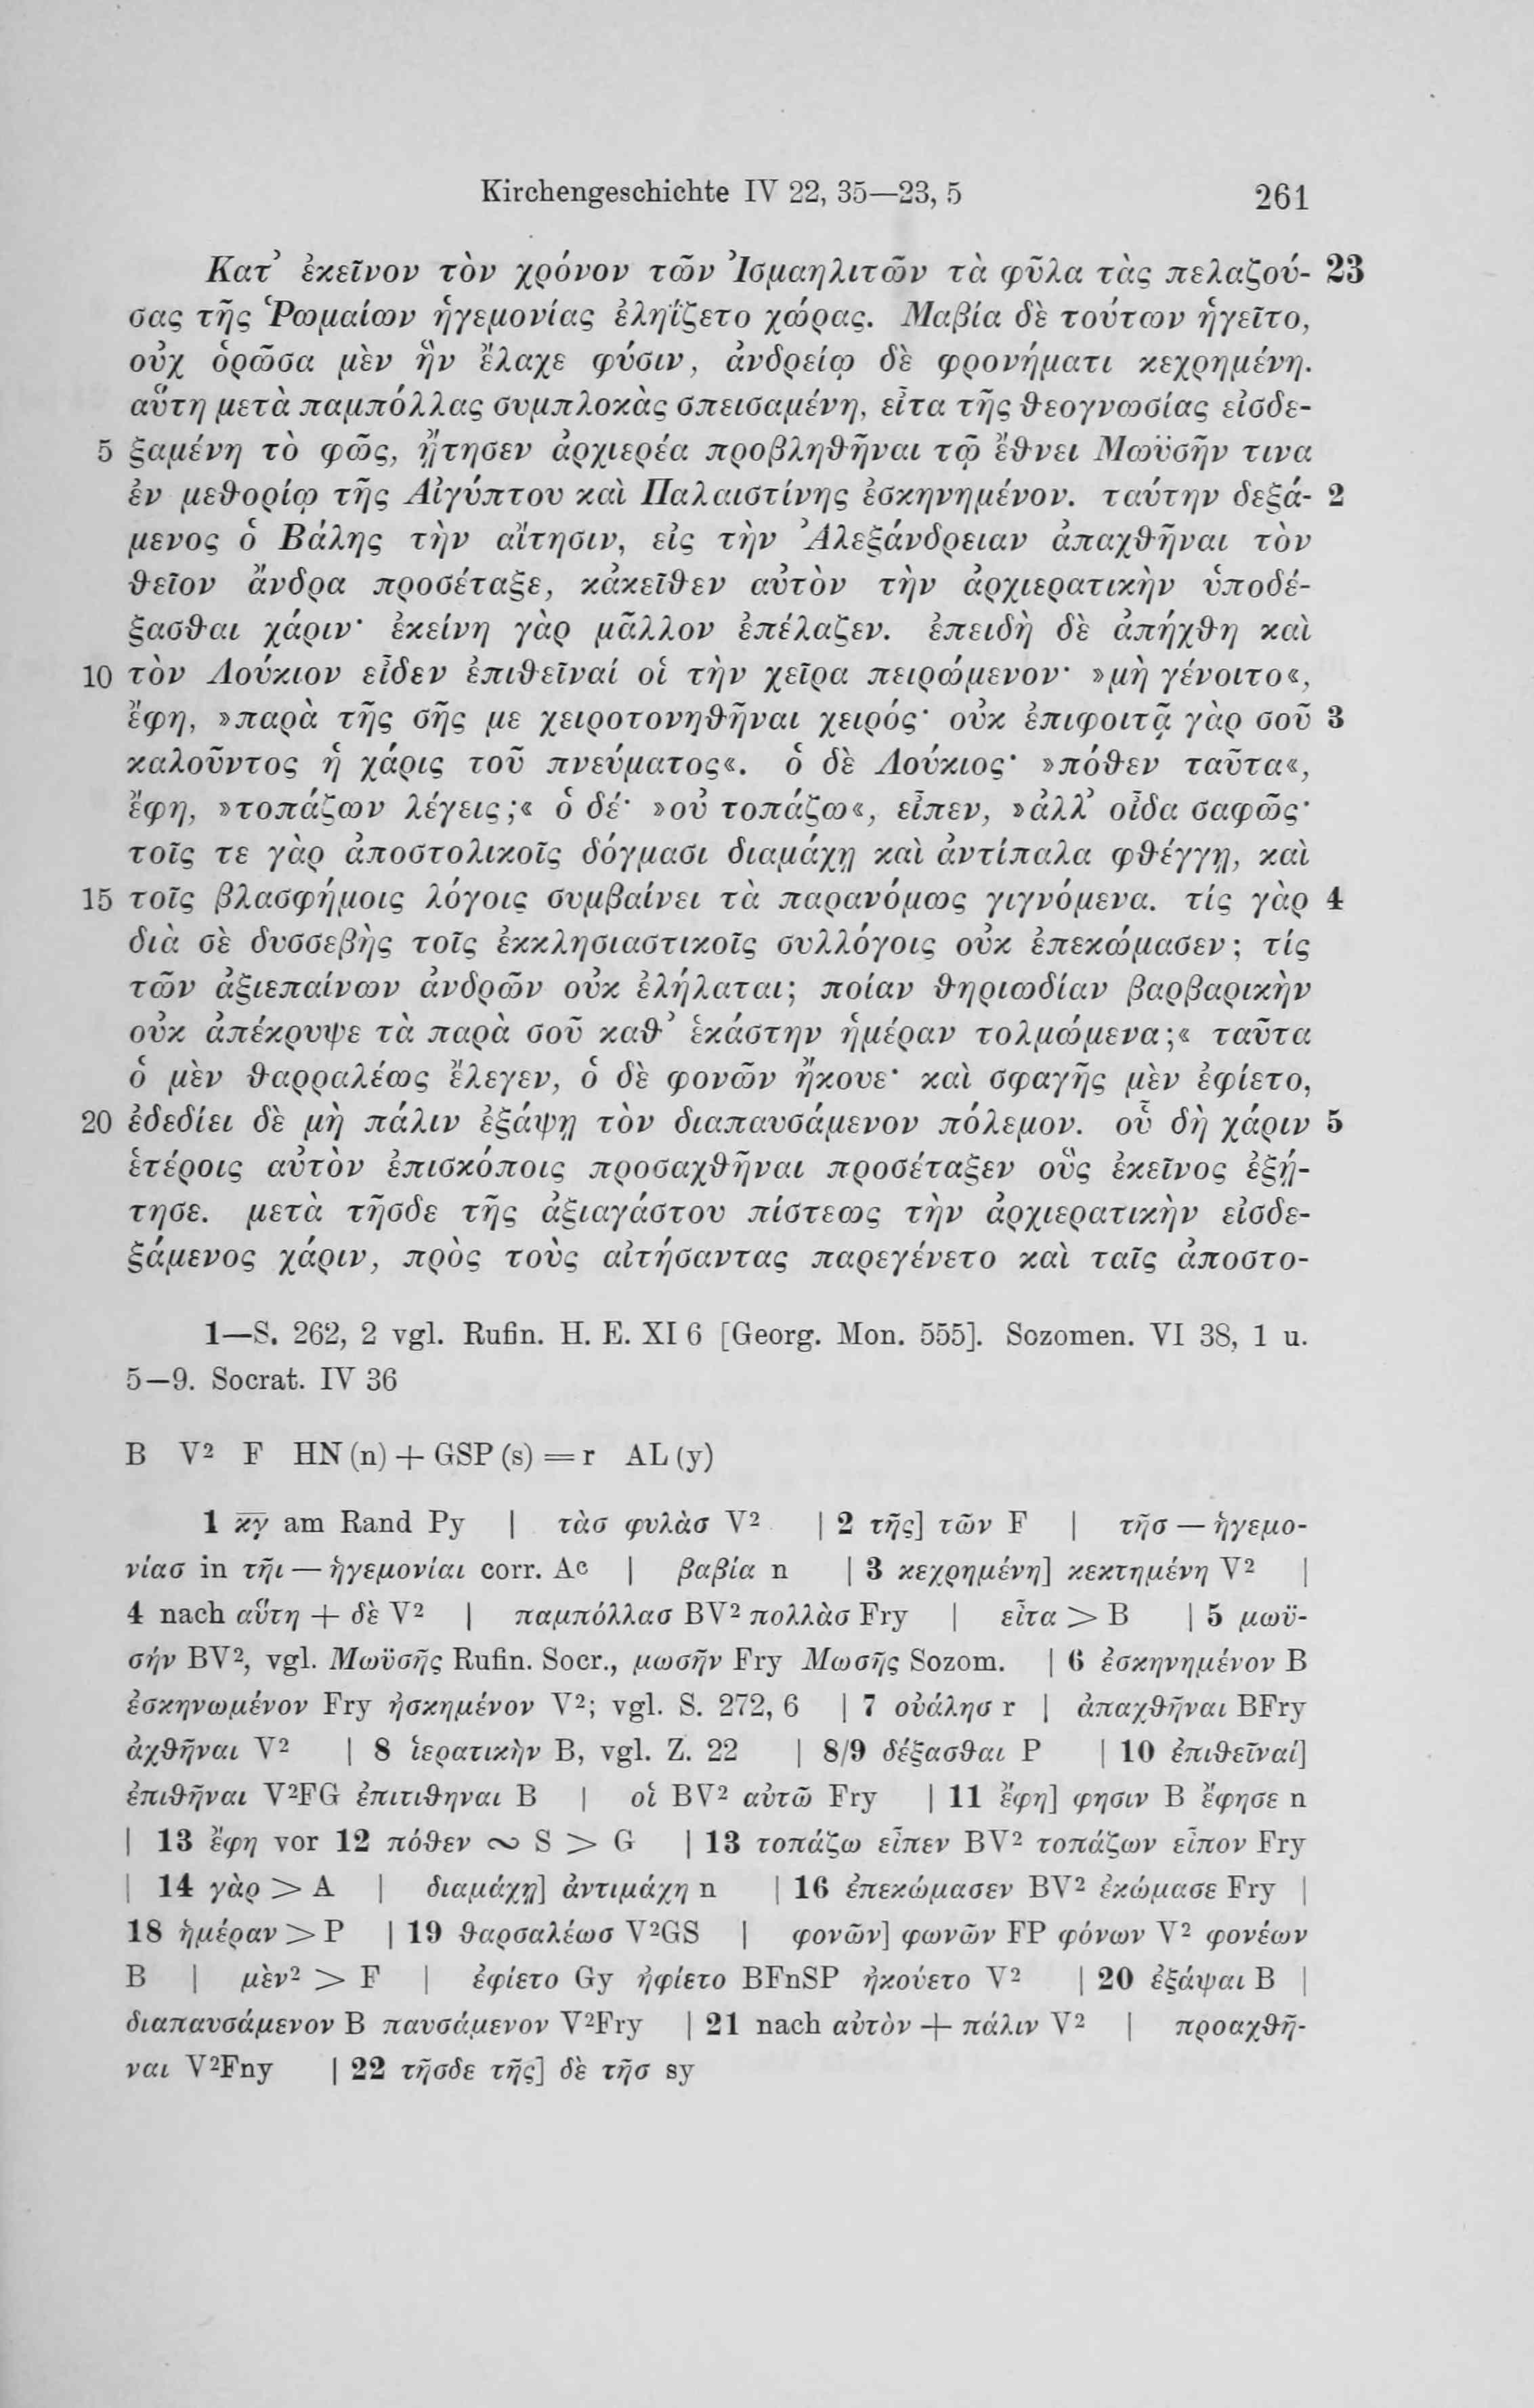 Kirchengeschichte IV 22, 35—23, 5 261
Κατ’ ἐκεῖνον τὸν χρόνον τῶν Ἰσμαηλιτῶν τὰ φῦλα τὰς πελαζού- 23
σας τῆς Ῥωμαίων ἡγεμονίας ἐληΐζετο χώρας. Μαβία δὲ τούτων ἡγεῖτο,
οὐχ ὁρῶσα μὲν ἣν ἔλαχε φύσιν, ἀνδρείῳ δὲ φρονήματι κεχρημένη.
αὕτη μετὰ παμπόλλας συμπλοκὰς σπεισαμένη, εἶτα τῆς θεογνωσίας εἰσδε-
5 ξαμένη τὸ φῶς, ᾔτησεν ἀρχιερέα προβληθῆναι τῷ ἔθνει Μωϋσῆν τινα
ἐν μεθορίῳ τῆς Αἰγύπτου καὶ Παλαιστίνης ἐσκηνημένον. ταύτην δεξά- 2
μενος ὁ Βάλης τὴν αἴτησιν, εἰς τὴν Ἀλεξάνδρειαν ἀπαχθῆναι τὸν
θεῖον ἄνδρα προσέταξε, κἀκεῖθεν αὐτὸν τὴν ἀρχιερατικὴν ὑποδέ-
ξασθαι χάριν· ἐκείνη γὰρ μᾶλλον ἐπέλαζεν. ἐπειδὴ δὲ ἀπήχθη καὶ
10 τὸν Λούκιον εἶδεν ἐπιθεῖναί οἱ τὴν χεῖρα πειρώμενον· »μὴ γένοιτο«,
ἔφη, »παρὰ τῆς σῆς με χειροτονηθῆναι χειρός· οὐκ ἐπιφοιτᾷ γὰρ σοῦ 3
καλοῦντος ἡ χάρις τοῦ πνεύματος«. ὁ δὲ Λούκιος· »πόθεν ταῦτα«,
ἔφη, »τοπάζων λέγεις;« ὁ δέ· »οὐ τοπάζω«, εἶπεν, »ἀλλ’ οἶδα σαφῶς·
τοῖς τε γὰρ ἀποστολικοῖς δόγμασι διαμάχῃ καὶ ἀντίπαλα φθέγγῃ, καὶ
15 τοῖς βλασφήμοις λόγοις συμβαίνει τὰ παρανόμως γιγνόμενα. τίς γὰρ 4
διὰ σὲ δυσσεβὴς τοῖς ἐκκλησιαστικοῖς συλλόγοις οὐκ ἐπεκώμασεν; τίς
τῶν ἀξιεπαίνων ἀνδρῶν οὐκ ἐλήλαται; ποίαν θηριωδίαν βαρβαρικὴν
οὐκ ἀπέκρυψε τὰ παρὰ σοῦ καθ’ ἑκάστην ἡμέραν τολμώμενα;« ταῦτα
ὁ μὲν θαρραλέως ἔλεγεν, ὁ δὲ φονῶν ἤκουε· καὶ σφαγῆς μὲν ἐφίετο,
20 ἐδεδίει δὲ μὴ πάλιν ἐξάψῃ τὸν διαπαυσάμενον πόλεμον. οὗ δὴ χάριν 5
ἑτέροις αὐτὸν ἐπισκόποις προσαχθῆναι προσέταξεν οὓς ἐκεῖνος ἐξῄ-
τησε. μετὰ τῆσδε τῆς ἀξιαγάστου πίστεως τὴν ἀρχιερατικὴν εἰσδε-
ξάμενος χάριν, πρὸς τοὺς αἰτήσαντας παρεγένετο καὶ ταῖς ἀποστο-
1—S. 262, 2 vgl. Rufin. H. E. XI 6 [Georg. Mon. 555]. Sozomen. VI 38, 1 u.
5—9. Socrat. IV 36
B V² F HN (n) + GSP (s) = r AL (y)
1 κγ am Rand Py | τὰσ φυλὰσ V² | 2 τῆς] τῶν F | τῆσ — ἡγεμο-
νίασ in τῆι — ἡγεμονίαι corr. Aᶜ | βαβία n | 3 κεχρημένη] κεκτημένη V² |
4 nach αὕτη + δὲ V² | παμπόλλασ BV² πολλὰσ Fry | εἶτα > B | 5 μωϋ-
σήν BV², vgl. Μωϋσῆς Rufin. Socr., μωσῆν Fry Μωσῆς Sozom. | 6 ἐσκηνημένον B
ἐσκηνωμένον Fry ἠσκημένον V²; vgl. S. 272, 6 | 7 οὐάλησ r | ἀπαχθῆναι BFry
ἀχθῆναι V² | 8 ἱερατικὴν B, vgl. Z. 22 | 8/9 δέξασθαι P | 10 ἐπιθεῖναί]
ἐπιθῆναι V²FG ἐπιτιθηναι B | οἱ BV² αὐτῶ Fry | 11 ἔφη] φησιν B ἔφησε n
| 13 ἔφη vor 12 πόθεν ∾ S > G | 13 τοπάζω εἶπεν BV² τοπάζων εἶπον Fry
| 14 γὰρ > A | διαμάχῃ] ἀντιμάχη n | 16 ἐπεκώμασεν BV² ἐκώμασε Fry |
18 ἡμέραν > P | 19 θαρσαλέωσ V²GS | φονῶν] φωνῶν FP φόνων V² φονέων
B | μὲν² > F | ἐφίετο Gy ἠφίετο BFnSP ἠκούετο V² | 20 ἐξάψαι B |
διαπαυσάμενον B παυσάμενον V²Fry | 21 nach αὐτὸν + πάλιν V² | προαχθῆ-
ναι V²Fny | 22 τῆσδε τῆς] δὲ τῆσ sy